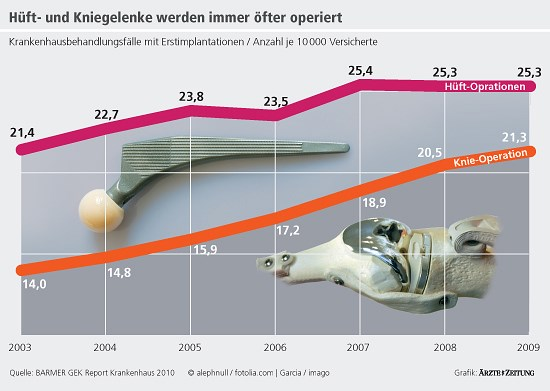 Hüft- und Kniegelenke werden immer öfter operiert
Krankenhausbehandlungsfälle mit Erstimplantationen / Anzahl je 10 000 Versicherte
21,4
22,7
23,8
23,5
25,4
25,3
25,3
Hüft-Oprationen
14,0
14,8
15,9
17,2
18,9
20,5
21,3
Knie-Operation
2003 2004 2005 2006 2007 2008 2009
Quelle: BARMER GEK Report Krankenhaus 2010 © alephnull / fotolia.com | Garcia / imago Grafik: ÄRZTE ZEITUNG